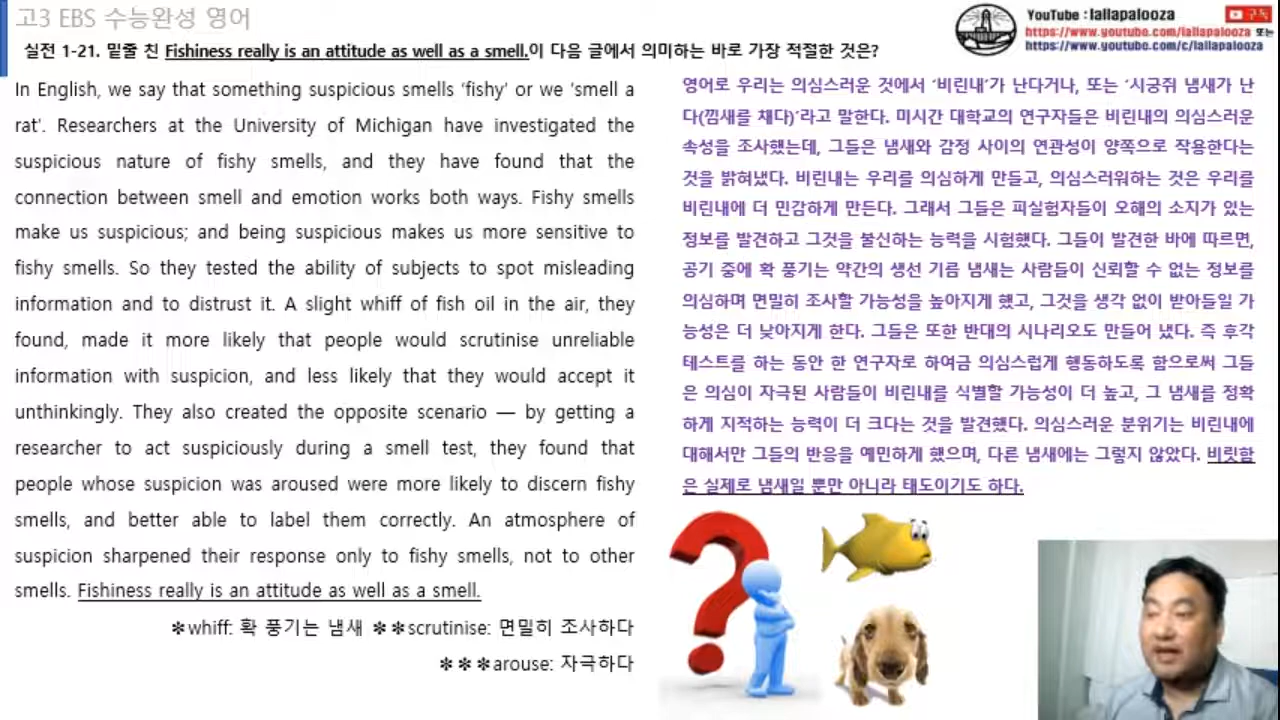 고3 EBS 수능완성 영어
YouTube : lallapalooza 구독
https://www.youtube.com/lallapalooza 또는
https://www.youtube.com/c/lallapalooza
실전 1-21. 밑줄 친 Fishiness really is an attitude as well as a smell.이 다음 글에서 의미하는 바로 가장 적절한 것은?
In English, we say that something suspicious smells ‘fishy’ or we ‘smell a
rat’. Researchers at the University of Michigan have investigated the
suspicious nature of fishy smells, and they have found that the
connection between smell and emotion works both ways. Fishy smells
make us suspicious; and being suspicious makes us more sensitive to
fishy smells. So they tested the ability of subjects to spot misleading
information and to distrust it. A slight whiff of fish oil in the air, they
found, made it more likely that people would scrutinise unreliable
information with suspicion, and less likely that they would accept it
unthinkingly. They also created the opposite scenario — by getting a
researcher to act suspiciously during a smell test, they found that
people whose suspicion was aroused were more likely to discern fishy
smells, and better able to label them correctly. An atmosphere of
suspicion sharpened their response only to fishy smells, not to other
smells. Fishiness really is an attitude as well as a smell.
*whiff: 확 풍기는 냄새 **scrutinise: 면밀히 조사하다
***arouse: 자극하다
영어로 우리는 의심스러운 것에서 ‘비린내’가 난다거나, 또는 ‘시궁쥐 냄새가 난
다(낌새를 채다)’라고 말한다. 미시간 대학교의 연구자들은 비린내의 의심스러운
속성을 조사했는데, 그들은 냄새와 감정 사이의 연관성이 양쪽으로 작용한다는
것을 밝혀냈다. 비린내는 우리를 의심하게 만들고, 의심스러워하는 것은 우리를
비린내에 더 민감하게 만든다. 그래서 그들은 피실험자들이 오해의 소지가 있는
정보를 발견하고 그것을 불신하는 능력을 시험했다. 그들이 발견한 바에 따르면,
공기 중에 확 풍기는 약간의 생선 기름 냄새는 사람들이 신뢰할 수 없는 정보를
의심하며 면밀히 조사할 가능성을 높아지게 했고, 그것을 생각 없이 받아들일 가
능성은 더 낮아지게 한다. 그들은 또한 반대의 시나리오도 만들어 냈다. 즉 후각
테스트를 하는 동안 한 연구자로 하여금 의심스럽게 행동하도록 함으로써 그들
은 의심이 자극된 사람들이 비린내를 식별할 가능성이 더 높고, 그 냄새를 정확
하게 지적하는 능력이 더 크다는 것을 발견했다. 의심스러운 분위기는 비린내에
대해서만 그들의 반응을 예민하게 했으며, 다른 냄새에는 그렇지 않았다. 비릿함
은 실제로 냄새일 뿐만 아니라 태도이기도 하다.